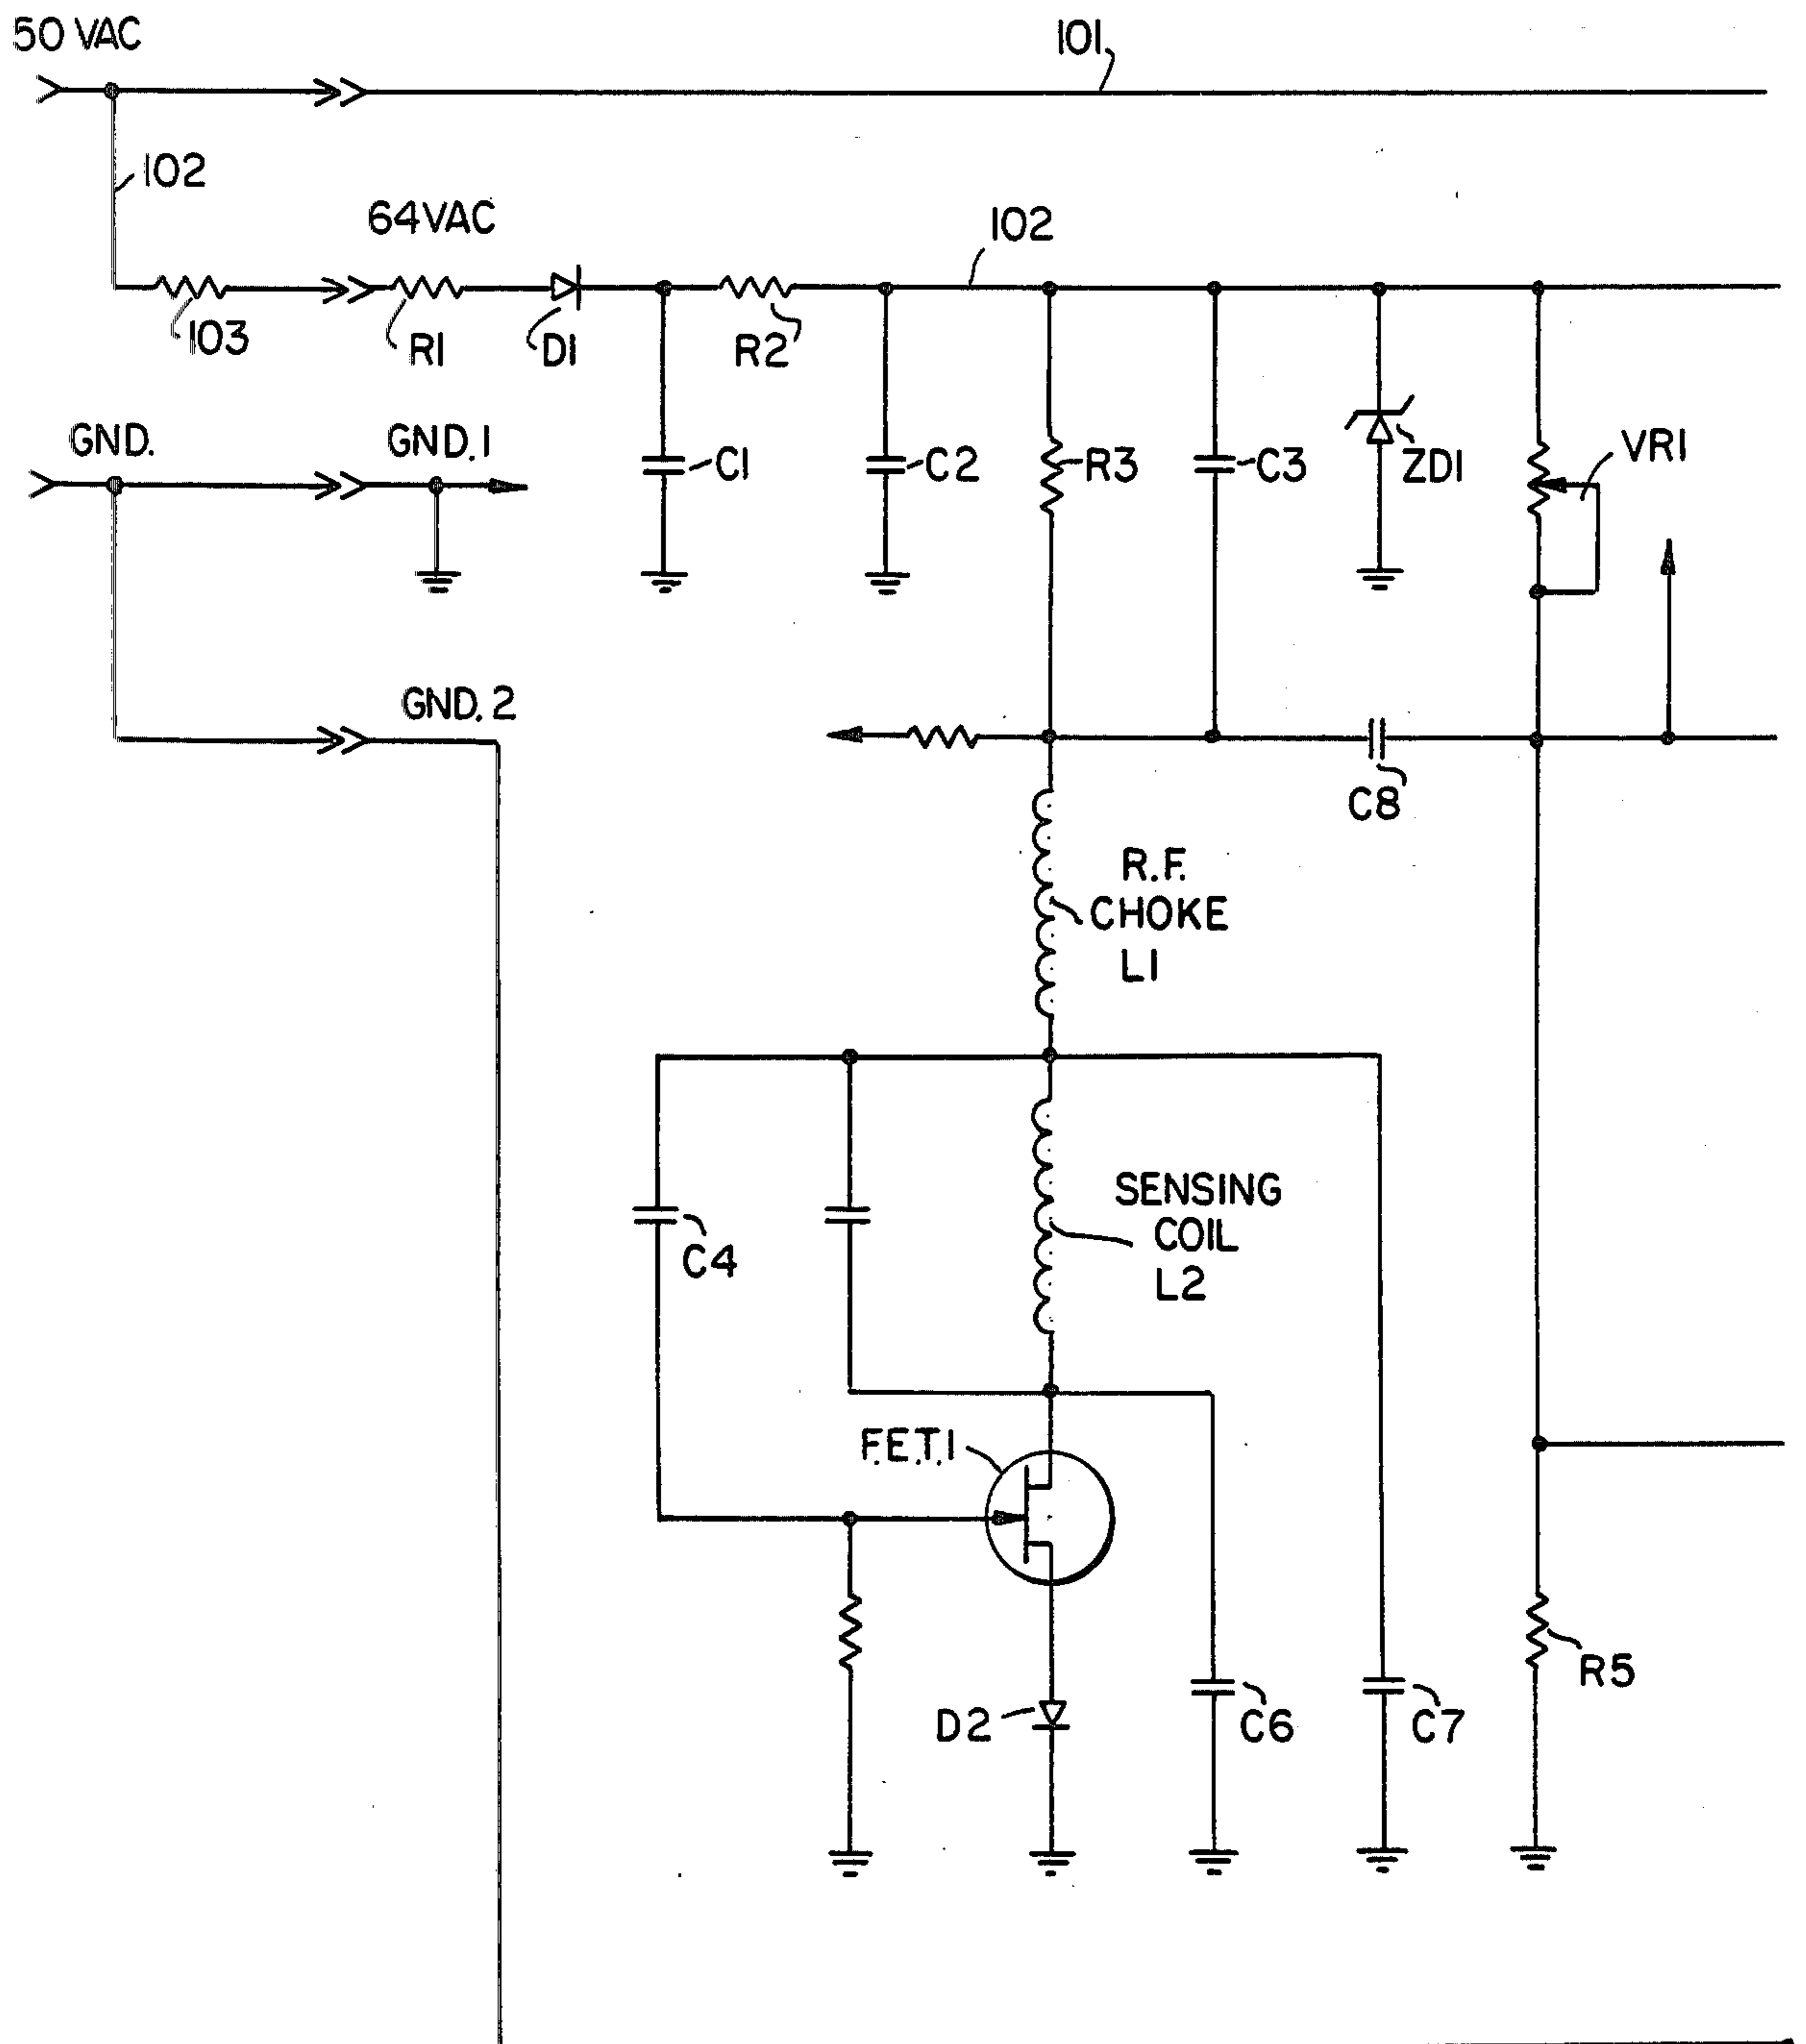 50 VAC
101
102
64VAC
102
103
R1
D1
R2
GND.
GND.1
C1
C2
R3
C3
ZD1
VR1
GND.2
C8
R.F.
CHOKE
L1
SENSING
COIL
L2
C4
F.E.T.1
D2
C6
C7
R5